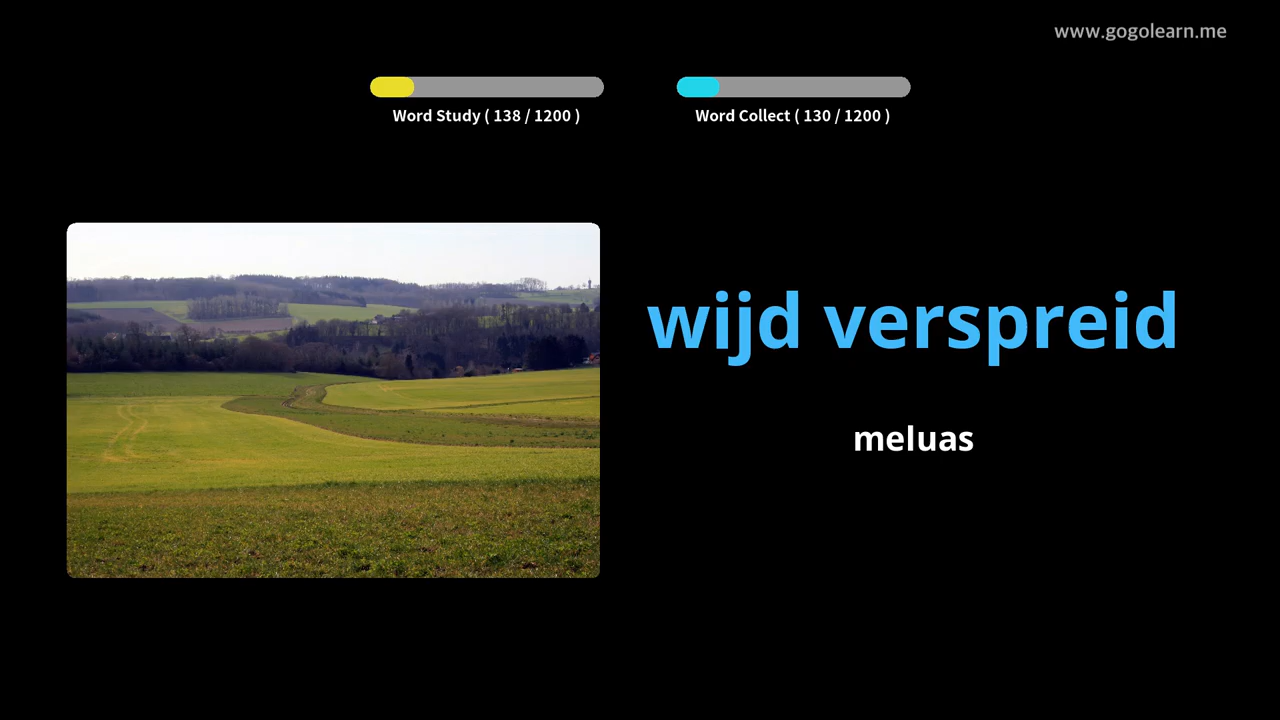 www.gogolearn.me
Word Study ( 138 / 1200 )
Word Collect ( 130 / 1200 )
wijd verspreid
meluas